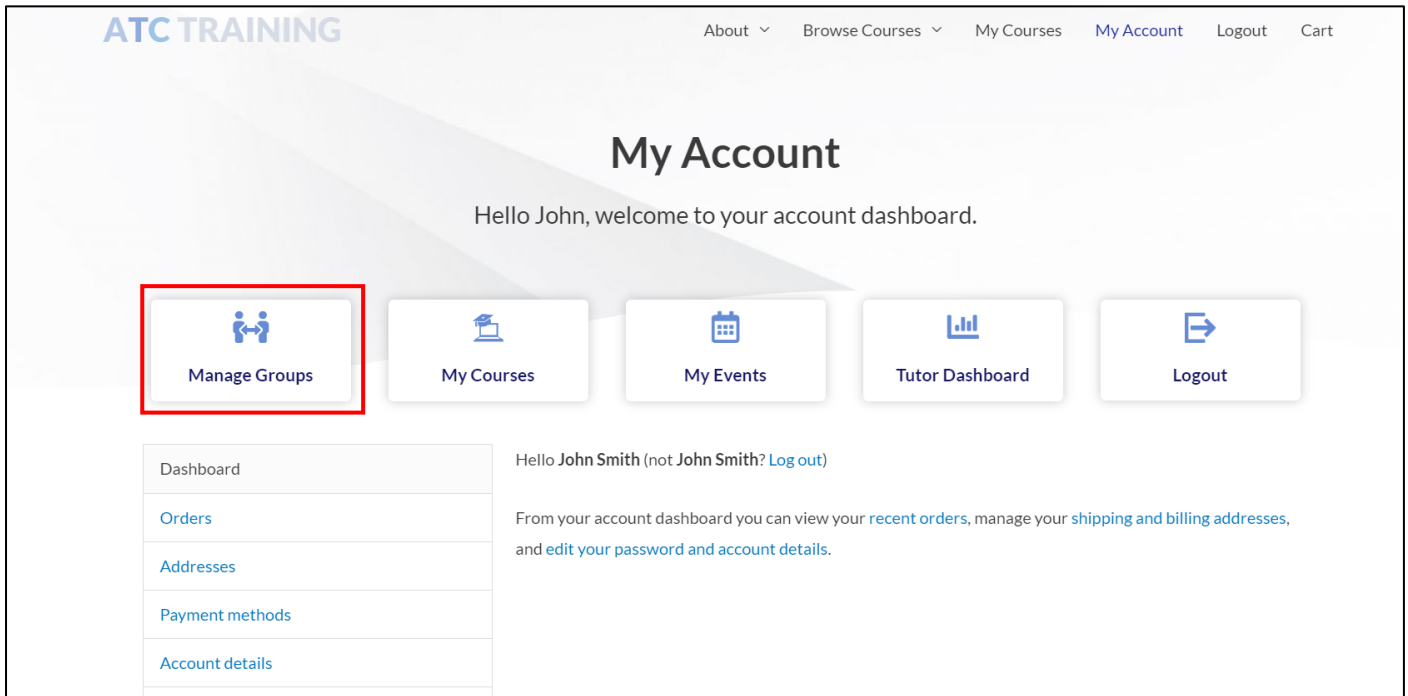 ATC TRAINING
About Browse Courses My Courses My Account Logout Cart
My Account
Hello John, welcome to your account dashboard.
Manage Groups
My Courses
My Events
Tutor Dashboard
Logout
Dashboard
Orders
Addresses
Payment methods
Account details
Hello John Smith (not John Smith? Log out)
From your account dashboard you can view your recent orders, manage your shipping and billing addresses,
and edit your password and account details.